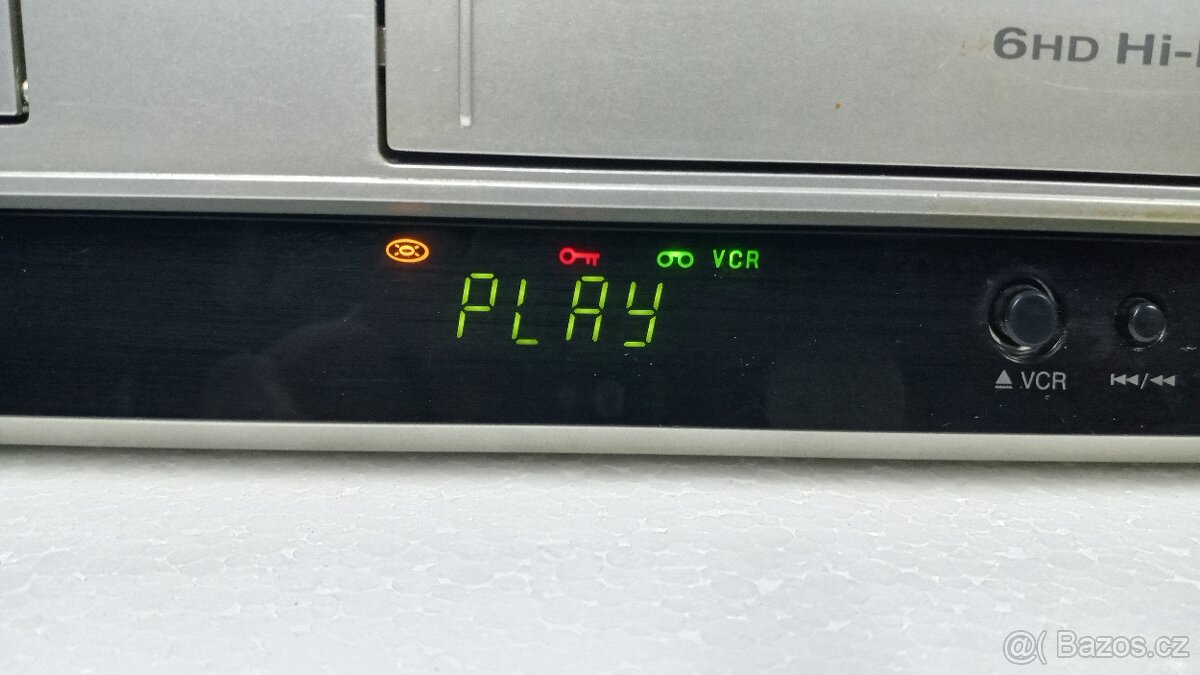 6HD Hi-
VCR
PLAY
VCR
@( Bazos.cz